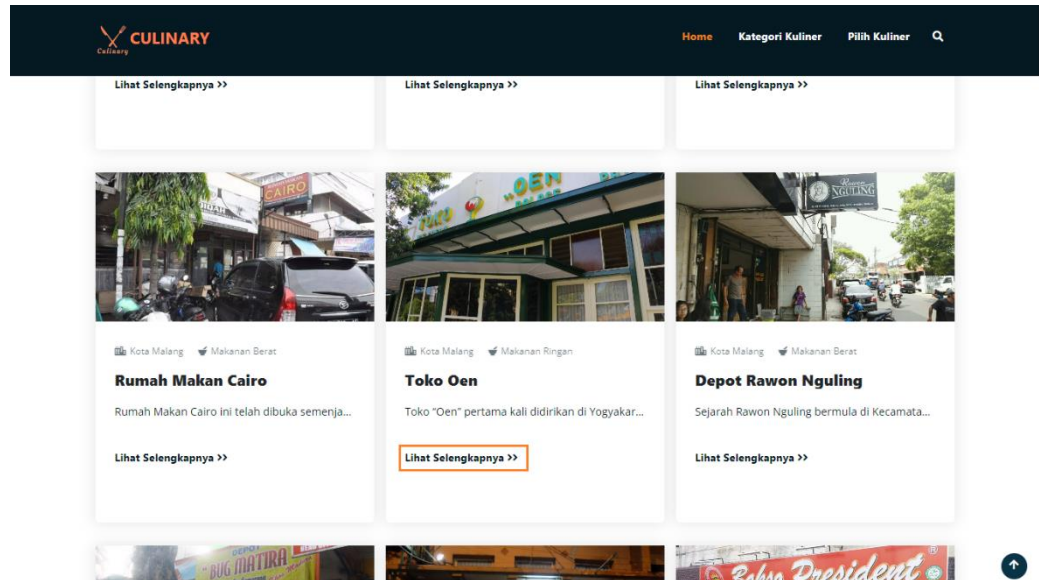 CULINARY
Culinary
Home Kategori Kuliner Pilih Kuliner
Lihat Selengkapnya >> Lihat Selengkapnya >> Lihat Selengkapnya >>
CAIRO
TOKO "OEN"
Rawon
NGULING
Kota Malang Makanan Berat
Rumah Makan Cairo
Rumah Makan Cairo ini telah dibuka semenja...
Lihat Selengkapnya >>
Kota Malang Makanan Ringan
Toko Oen
Toko "Oen" pertama kali didirikan di Yogyakar...
Lihat Selengkapnya >>
Kota Malang Makanan Berat
Depot Rawon Nguling
Sejarah Rawon Nguling bermula di Kecamata...
Lihat Selengkapnya >>
DEPOT
BUG MATIRA
Bakso President